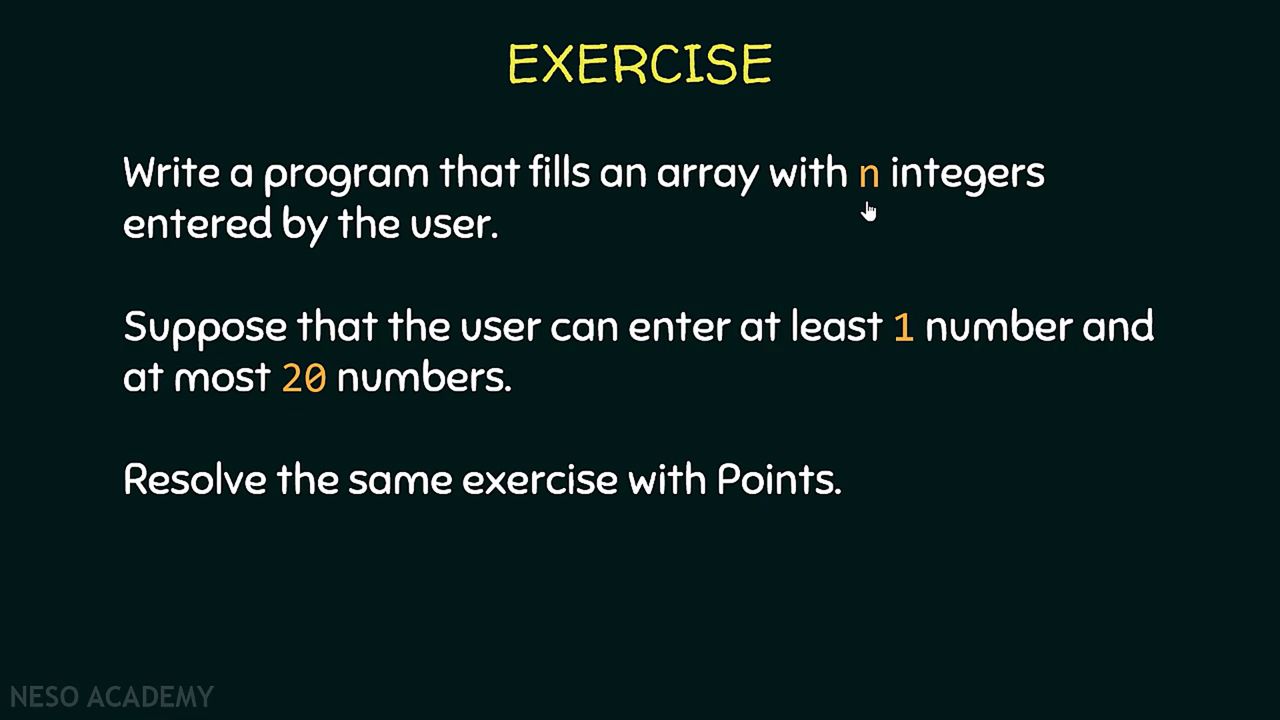 EXERCISE
Write a program that fills an array with n integers
entered by the user.
Suppose that the user can enter at least 1 number and
at most 20 numbers.
Resolve the same exercise with Points.
NESO ACADEMY